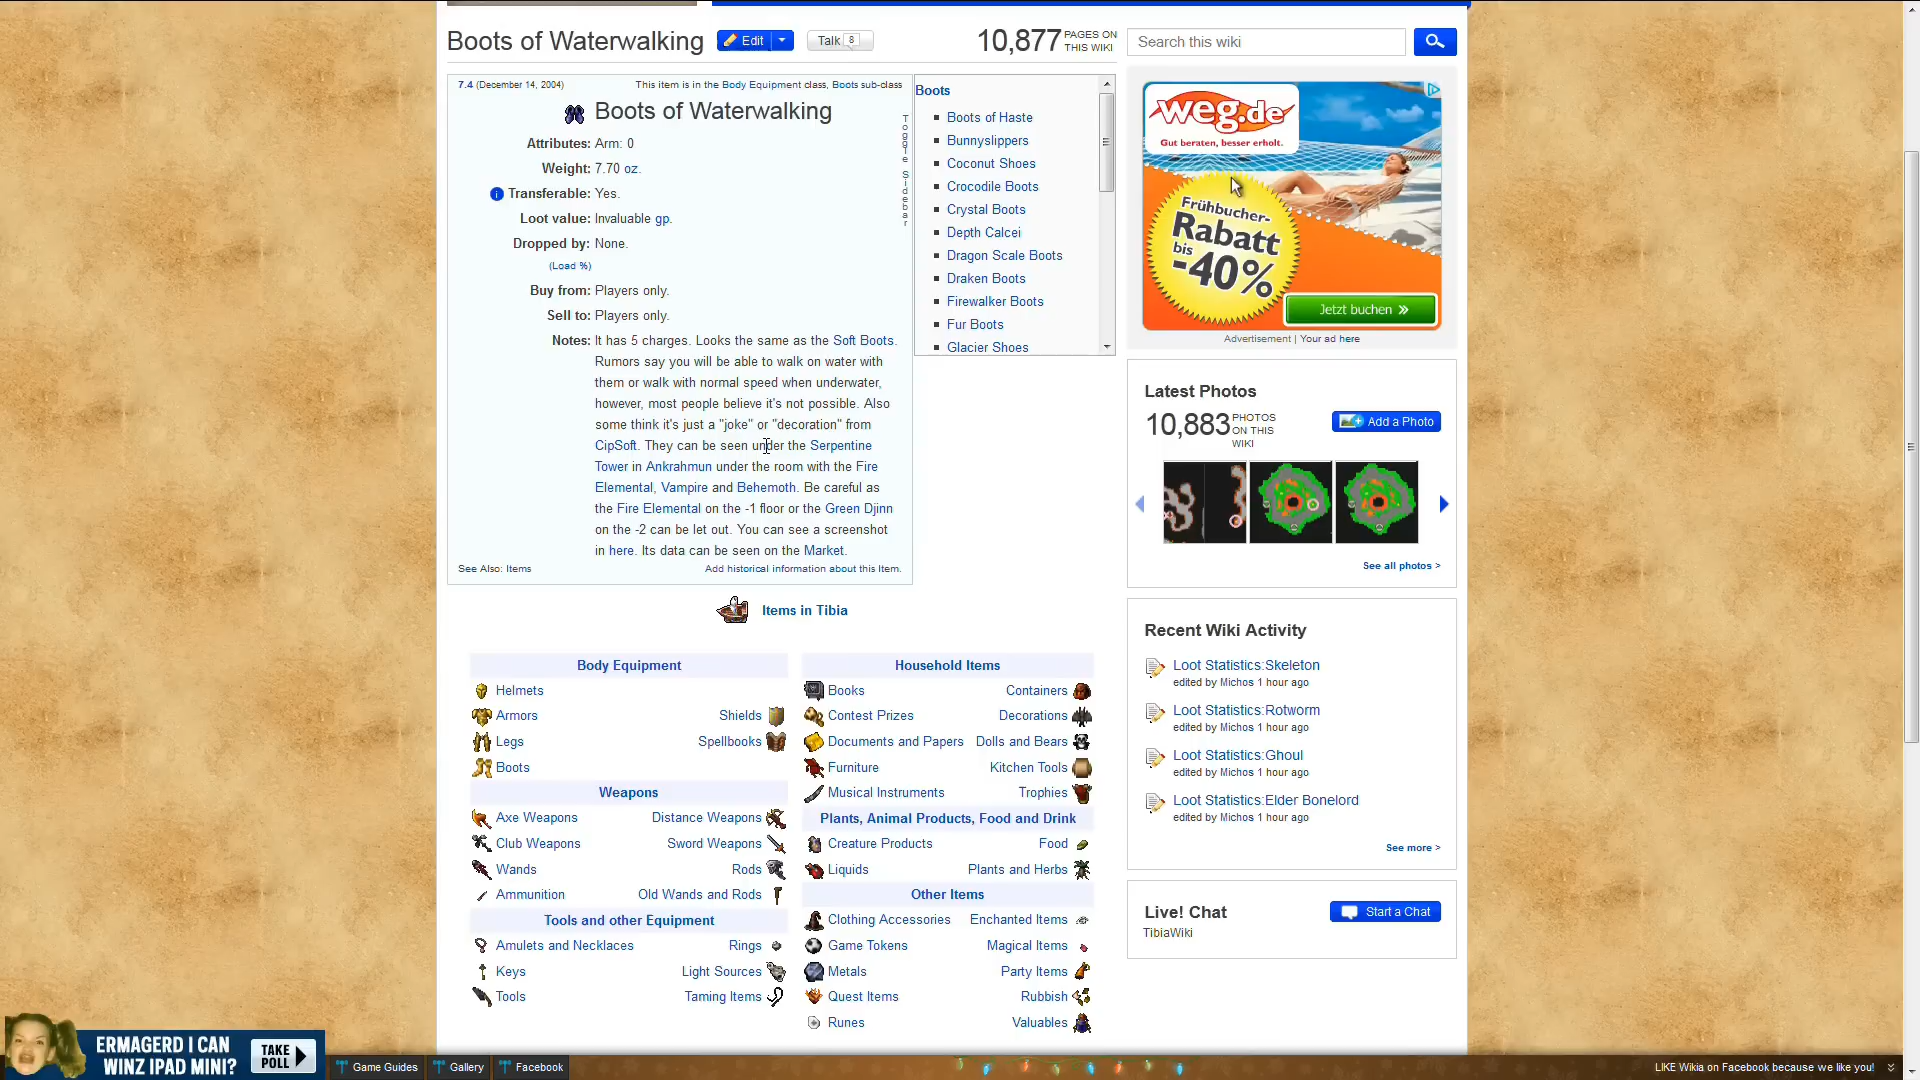 Boots of Waterwalking
Edit
Talk 8
10,877 PAGES ON THIS WIKI
Search this wiki
7.4 (December 14, 2004)
This item is in the Body Equipment class, Boots sub-class
Boots of Waterwalking
Attributes: Arm: 0
Weight: 7.70 oz.
Transferable: Yes.
Loot value: Invaluable gp.
Dropped by: None.
(Load %)
Buy from: Players only.
Sell to: Players only.
Notes: It has 5 charges. Looks the same as the Soft Boots.
Rumors say you will be able to walk on water with
them or walk with normal speed when underwater,
however, most people believe it's not possible. Also
some think it's just a "joke" or "decoration" from
CipSoft. They can be seen under the Serpentine
Tower in Ankrahmun under the room with the Fire
Elemental, Vampire and Behemoth. Be careful as
the Fire Elemental on the -1 floor or the Green Djinn
on the -2 can be let out. You can see a screenshot
in here. Its data can be seen on the Market.
See Also: Items
Add historical information about this Item.
Toggle Sidebar
Boots
Boots of Haste
Bunnyslippers
Coconut Shoes
Crocodile Boots
Crystal Boots
Depth Calcei
Dragon Scale Boots
Draken Boots
Firewalker Boots
Fur Boots
Glacier Shoes
weg.de
Gut beraten, besser erholt.
Frühbucher-
Rabatt
bis
-40%
Jetzt buchen »
Advertisement | Your ad here
Latest Photos
10,883 PHOTOS ON THIS WIKI
Add a Photo
See all photos >
Recent Wiki Activity
Loot Statistics:Skeleton
edited by Michos 1 hour ago
Loot Statistics:Rotworm
edited by Michos 1 hour ago
Loot Statistics:Ghoul
edited by Michos 1 hour ago
Loot Statistics:Elder Bonelord
edited by Michos 1 hour ago
See more >
Live! Chat
Start a Chat
TibiaWiki
Items in Tibia
Body Equipment
Helmets
Armors Shields
Legs Spellbooks
Boots
Weapons
Axe Weapons Distance Weapons
Club Weapons Sword Weapons
Wands Rods
Ammunition Old Wands and Rods
Tools and other Equipment
Amulets and Necklaces Rings
Keys Light Sources
Tools Taming Items
Household Items
Books Containers
Contest Prizes Decorations
Documents and Papers Dolls and Bears
Furniture Kitchen Tools
Musical Instruments Trophies
Plants, Animal Products, Food and Drink
Creature Products Food
Liquids Plants and Herbs
Other Items
Clothing Accessories Enchanted Items
Game Tokens Magical Items
Metals Party Items
Quest Items Rubbish
Runes Valuables
ERMAGERD I CAN
WINZ IPAD MINI?
TAKE
POLL
Game Guides
Gallery
Facebook
LIKE Wikia on Facebook because we like you!